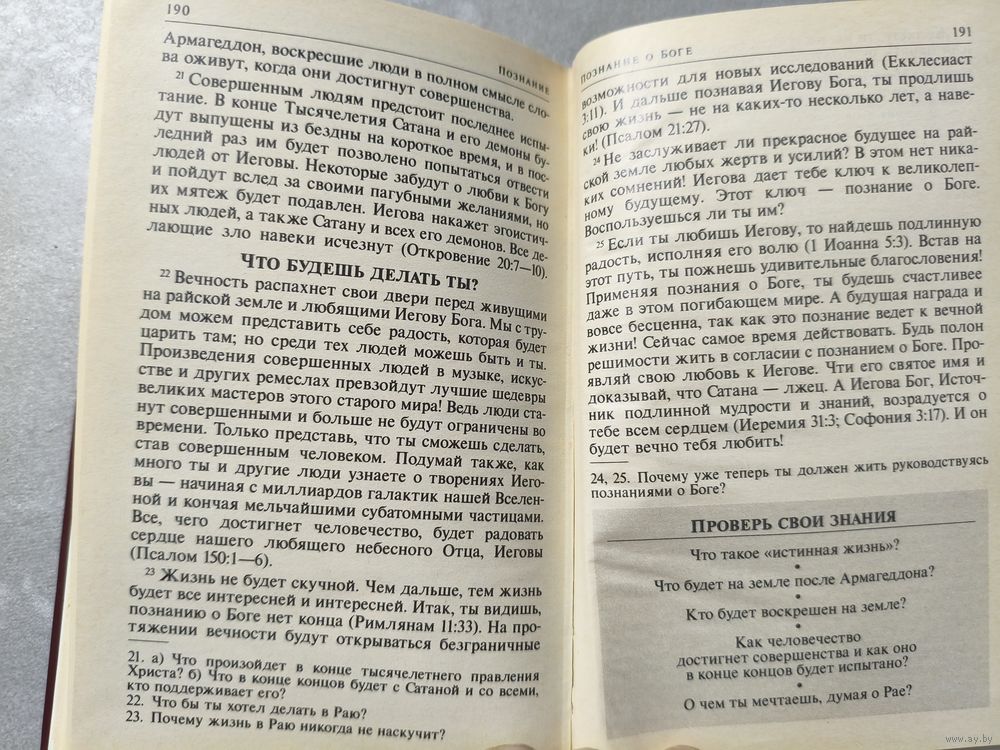 190
Познание
Армагеддон, воскресшие люди в полном смысле сло-
ва оживут, когда они достигнут совершенства.
21 Совершенным людям предстоит последнее испы-
тание. В конце Тысячелетия Сатана и его демоны бу-
дут выпущены из бездны на короткое время, и в пос-
ледний раз им будет позволено попытаться отвести
людей от Иеговы. Некоторые забудут о любви к Богу
и пойдут вслед за своими пагубными желаниями, но
их мятеж будет подавлен. Иегова накажет эгоистич-
ных людей, а также Сатану и всех его демонов. Все де-
лающие зло навеки исчезнут (Откровение 20:7—10).
Что будешь делать ты?
22 Вечность распахнет свои двери перед живущими
на райской земле и любящими Иегову Бога. Мы с тру-
дом можем представить себе радость, которая будет
царить там; но среди тех людей можешь быть и ты.
Произведения совершенных людей в музыке, искус-
стве и других ремеслах превзойдут лучшие шедевры
великих мастеров этого старого мира! Ведь люди ста-
нут совершенными и больше не будут ограничены во
времени. Только представь, что ты сможешь сделать,
став совершенным человеком. Подумай также, как
много ты и другие люди узнаете о творениях Иего-
вы — начиная с миллиардов галактик нашей Вселен-
ной и кончая мельчайшими субатомными частицами.
Все, чего достигнет человечество, будет радовать
сердце нашего любящего небесного Отца, Иеговы
(Псалом 150:1—6).
23 Жизнь не будет скучной. Чем дальше, тем жизнь
будет все интересней и интересней. Итак, ты видишь,
познанию о Боге нет конца (Римлянам 11:33). На про-
тяжении вечности будут открываться безграничные
21. а) Что произойдет в конце тысячелетнего правления
Христа? б) Что в конце концов будет с Сатаной и со всеми,
кто поддерживает его?
22. Что бы ты хотел делать в Раю?
23. Почему жизнь в Раю никогда не наскучит?
Познание о Боге
191
возможности для новых исследований (Екклесиаст
3:11). И дальше познавая Иегову Бога, ты продлишь
свою жизнь — не на каких-то несколько лет, а наве-
ки! (Псалом 21:27).
24 Не заслуживает ли прекрасное будущее на рай-
ской земле любых жертв и усилий? В этом нет ника-
ких сомнений! Иегова дает тебе ключ к великолеп-
ному будущему. Этот ключ — познание о Боге.
Воспользуешься ли ты им?
25 Если ты любишь Иегову, то найдешь подлинную
радость, исполняя его волю (1 Иоанна 5:3). Встав на
этот путь, ты пожнешь удивительные благословения!
Применяя познания о Боге, ты будешь счастливее
даже в этом погибающем мире. А будущая награда и
вовсе бесценна, так как это познание ведет к вечной
жизни! Сейчас самое время действовать. Будь полон
решимости жить в согласии с познанием о Боге. Про-
являй свою любовь к Иегове. Чти его святое имя и
доказывай, что Сатана — лжец. А Иегова Бог, Источ-
ник подлинной мудрости и знаний, возрадуется о
тебе всем сердцем (Иеремия 31:3; Софония 3:17). И он
будет вечно тебя любить!
24, 25. Почему уже теперь ты должен жить руководствуясь
познаниями о Боге?
Проверь свои знания
Что такое «истинная жизнь»?
•
Что будет на земле после Армагеддона?
•
Кто будет воскрешен на земле?
•
Как человечество
достигнет совершенства и как оно
в конце концов будет испытано?
•
О чем ты мечтаешь, думая о Рае?
www.ay.by